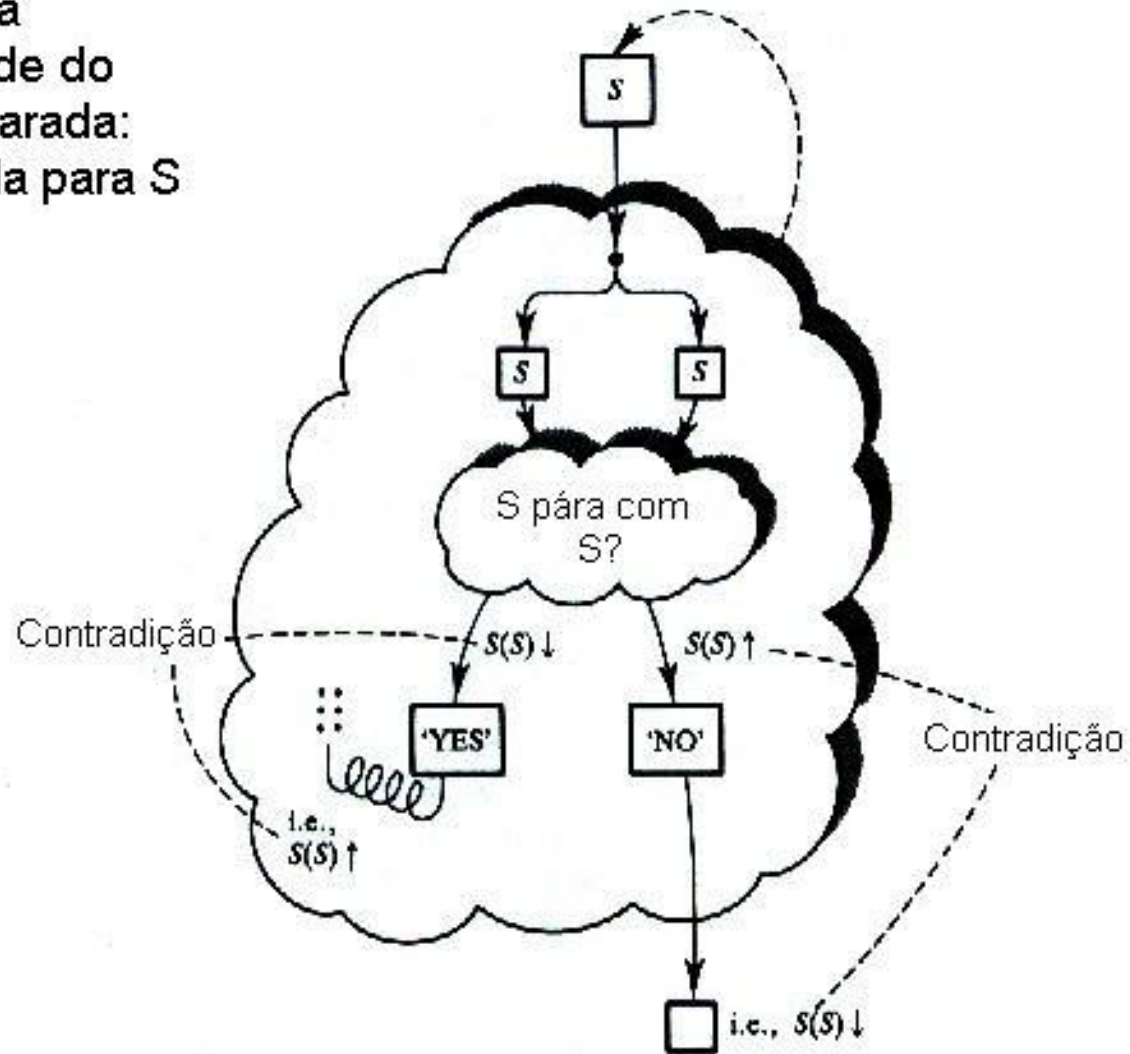 a
de do
arada:
la para S
S
S
S
S pára com
S?
Contradição
S(S)↓
S(S)↑
'YES'
'NO'
Contradição
i.e.,
S(S)↑
i.e., S(S)↓